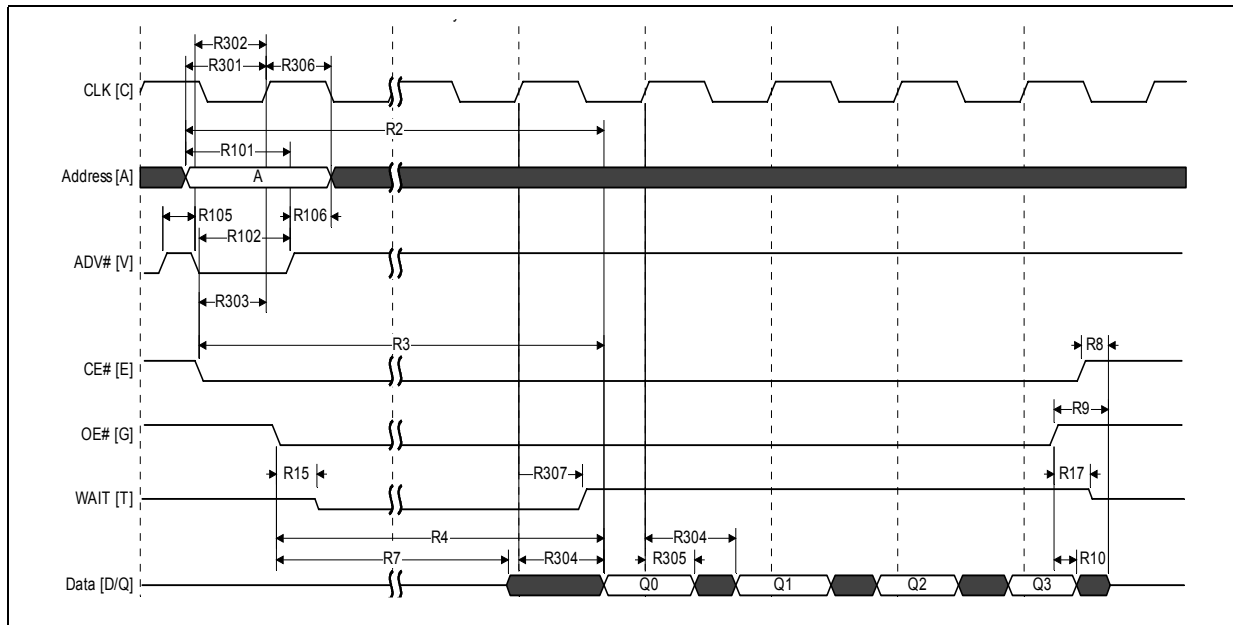 R302
R301
R306
CLK [C]
R2
R101
Address [A]
A
R105
R106
R102
ADV# [V]
R303
R3
CE# [E]
R8
R9
OE# [G]
R15
R307
R17
WAIT [T]
R4
R304
R7
R304
R305
R10
Data [D/Q]
Q0
Q1
Q2
Q3